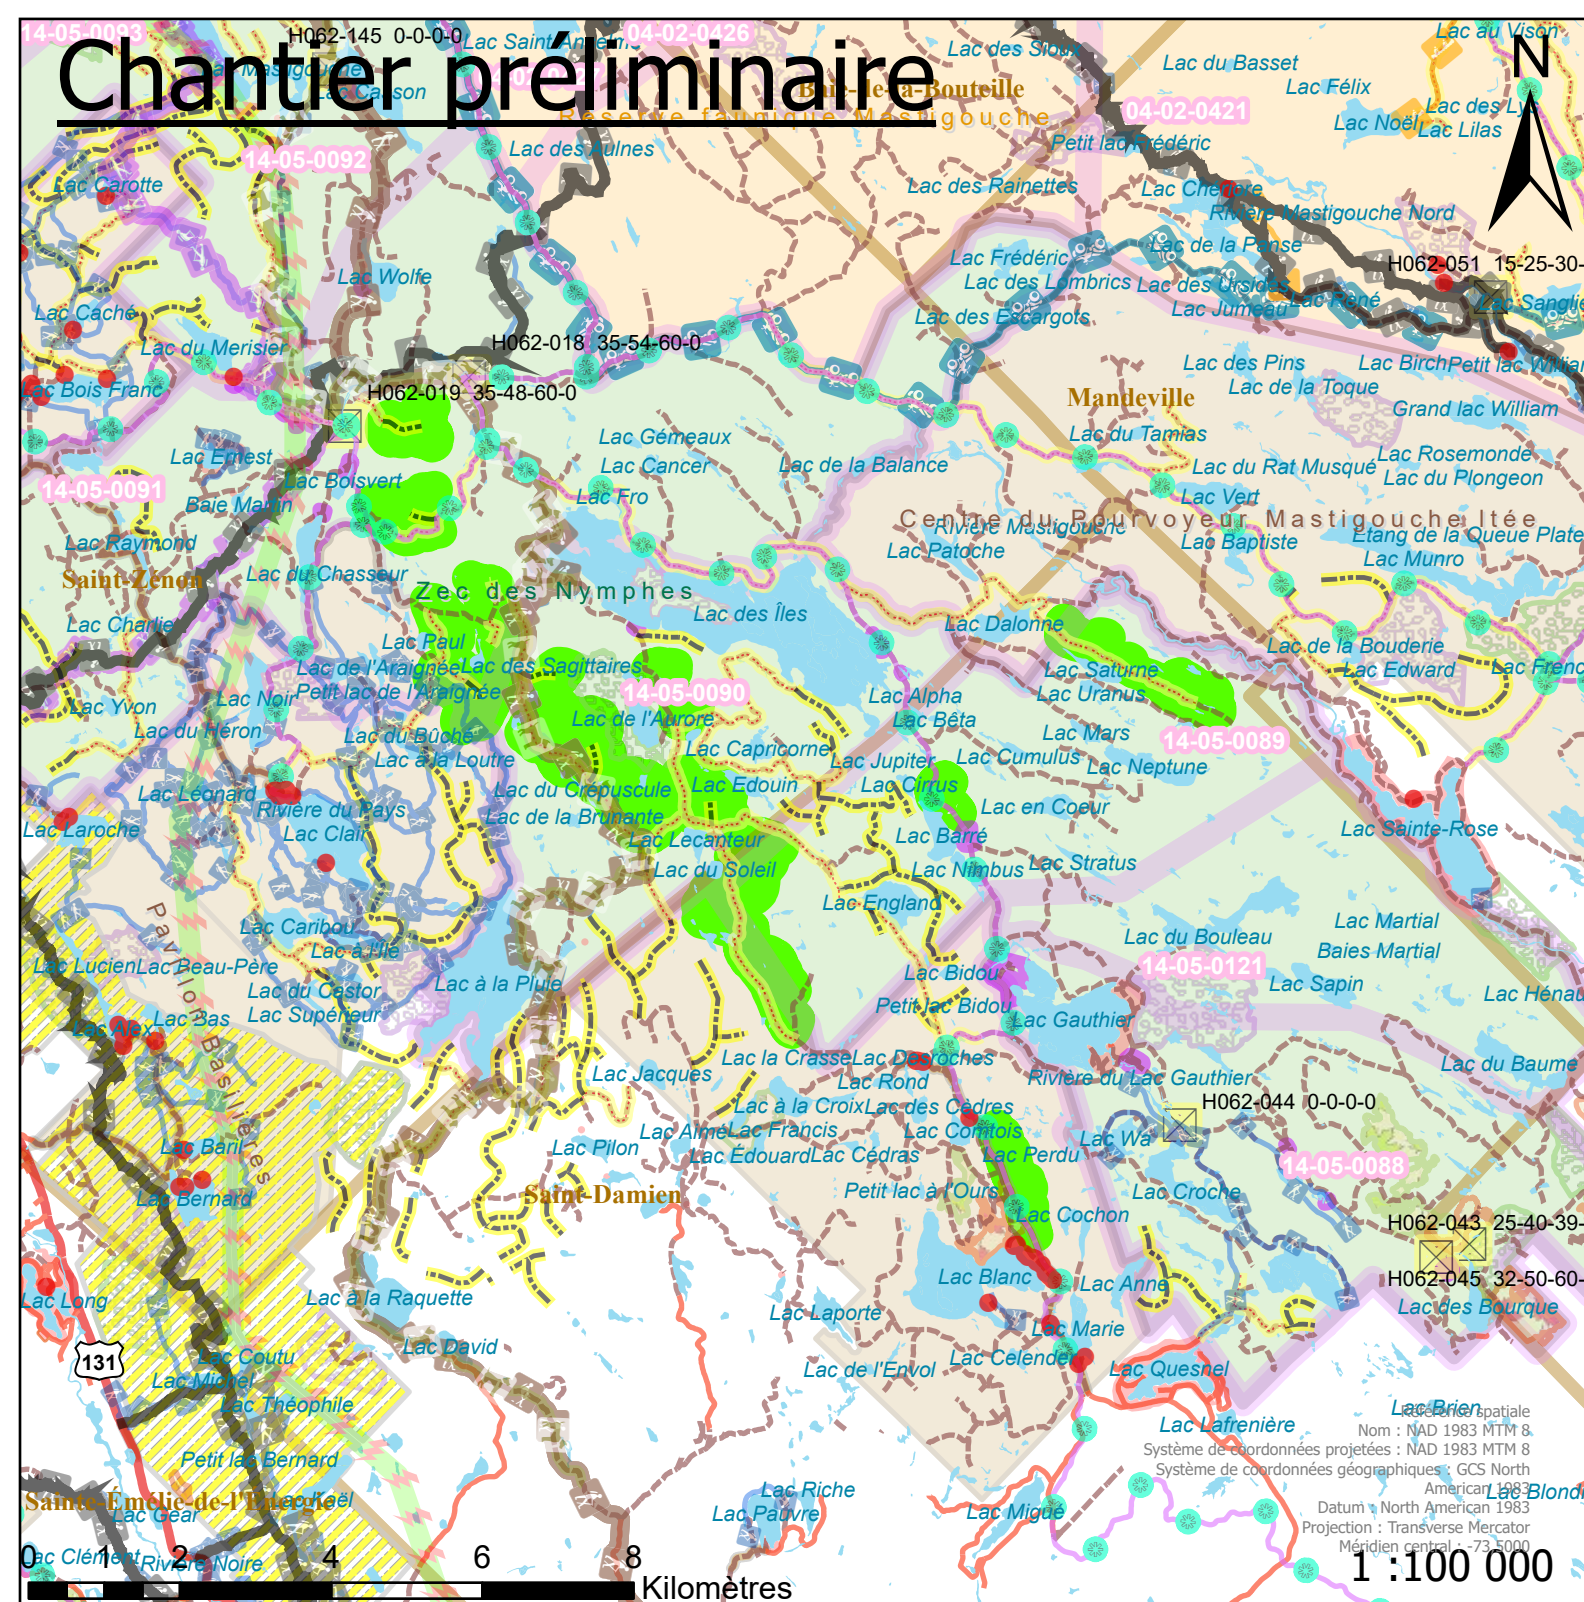 14-05-0093
H062-145 0-0-0-0
Lac Saint-Anselme
04-02-0426
Lac des Sioux
Lac au Vison
N
Chantier préliminaire
Lac Mastigouche
Lac Casson
Baie-de-la-Bouteille
Réserve faunique Mastigouche
Lac du Basset
Lac Félix
04-02-0421
Lac Noël
Lac des Lys
Lac Lilas
Lac des Aulnes
Petit lac Frédéric
14-05-0092
Lac Carotte
Lac des Rainettes
Lac Chenière
Rivière Mastigouche Nord
Lac Wolfe
Lac Frédéric
Lac de la Panse
H062-051 15-25-30-
Lac des Lombrics
Lac des Ursidés
Lac René
Lac Sanglie
Lac Caché
Lac des Escargots
Lac Jumeau
Lac du Merisier
H062-018 35-54-60-0
Lac Bois Franc
H062-019 35-48-60-0
Lac des Pins
Lac Birch
Petit lac William
Lac de la Toque
Mandeville
Grand lac William
Lac Gémeaux
Lac du Tamias
Lac Ernest
Lac Cancer
Lac de la Balance
Lac du Rat Musqué
Lac Rosemonde
Lac du Plongeon
14-05-0091
Lac Boisvert
Lac Fro
Lac Vert
Baie Martin
Centre du Pourvoyeur Mastigouche ltée
Rivière Mastigouche
Lac Raymond
Lac Patoche
Lac Baptiste
Étang de la Queue Plate
Lac Munro
Saint-Zénon
Lac du Chasseur
Zec des Nymphes
Lac Charlie
Lac des Îles
Lac Dalonne
Lac Paul
Lac de la Bouderie
Lac de l'Araignée
Lac des Sagittaires
Lac Saturne
Lac Edward
Lac Frenc
Petit lac de l'Araignée
14-05-0090
Lac Uranus
Lac Noir
Lac Alpha
Lac Yvon
Lac de l'Aurore
Lac Bêta
Lac du Héron
Lac du Bûche
Lac Capricorne
Lac Mars
14-05-0089
Lac à la Loutre
Lac Jupiter
Lac Cumulus
Lac Neptune
Lac Léonard
Lac du Crépuscule
Lac Edouin
Lac Cirrus
Lac en Coeur
Rivière du Pays
Lac de la Brunante
Lac Laroche
Lac Clair
Lac Lecanteur
Lac Barré
Lac Sainte-Rose
Lac du Soleil
Lac Nimbus
Lac Stratus
Lac England
Lac Caribou
Lac Martial
Lac à l'Île
Lac du Bouleau
Baies Martial
Lac Lucien
Lac Beau-Père
Lac Bidou
14-05-0121
Lac du Castor
Lac à la Pluie
Lac Sapin
Lac Hénau
Lac Supérieur
Petit lac Bidou
Lac Alex
Lac Bas
Lac Gauthier
Pavillon Basilières
Lac la Crasse
Lac Desroches
Lac Jacques
Lac Rond
Rivière du Lac Gauthier
Lac du Baume
Lac à la Croix
Lac des Cèdres
H062-044 0-0-0-0
Lac Baril
Lac Pilon
Lac Aimé
Lac Francis
Lac Comtois
Lac Wa
Lac Édouard
Lac Cédras
Lac Perdu
14-05-0088
Lac Bernard
Saint-Damien
Petit lac à l'Ours
Lac Croche
Lac Cochon
H062-043 25-40-39-
Lac Long
Lac à la Raquette
Lac Blanc
Lac Anne
H062-045 32-50-60-
Lac Laporte
Lac des Bourque
Lac David
Lac Marie
131
Lac Coutu
Lac Celender
Lac de l'Envol
Lac Quesnel
Lac Michel
Lac Théophile
Lac Brien
Référence spatiale
Lac Lafrenière
Nom : NAD 1983 MTM 8
Système de coordonnées projetées : NAD 1983 MTM 8
Petit lac Bernard
Système de coordonnées géographiques : GCS North
American 1983
Lac Riche
Lac Blondi
Sainte-Émélie-de-l'Énergie
Lac Gaël
Lac Gear
Lac Pauvre
Lac Migué
Datum : North American 1983
Projection : Transverse Mercator
Méridien central : -73,5000
Lac Clément
Rivière Noire
0 1 2 4 6 8
Kilomètres
1 :100 000